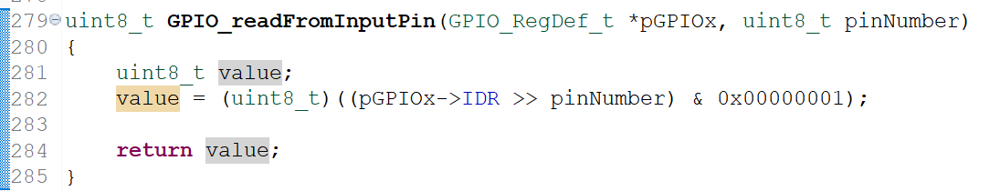 279 uint8_t GPIO_readFromInputPin(GPIO_RegDef_t *pGPIOx, uint8_t pinNumber)
280 {
281     uint8_t value;
282     value = (uint8_t)((pGPIOx->IDR >> pinNumber) & 0x00000001);
283
284     return value;
285 }